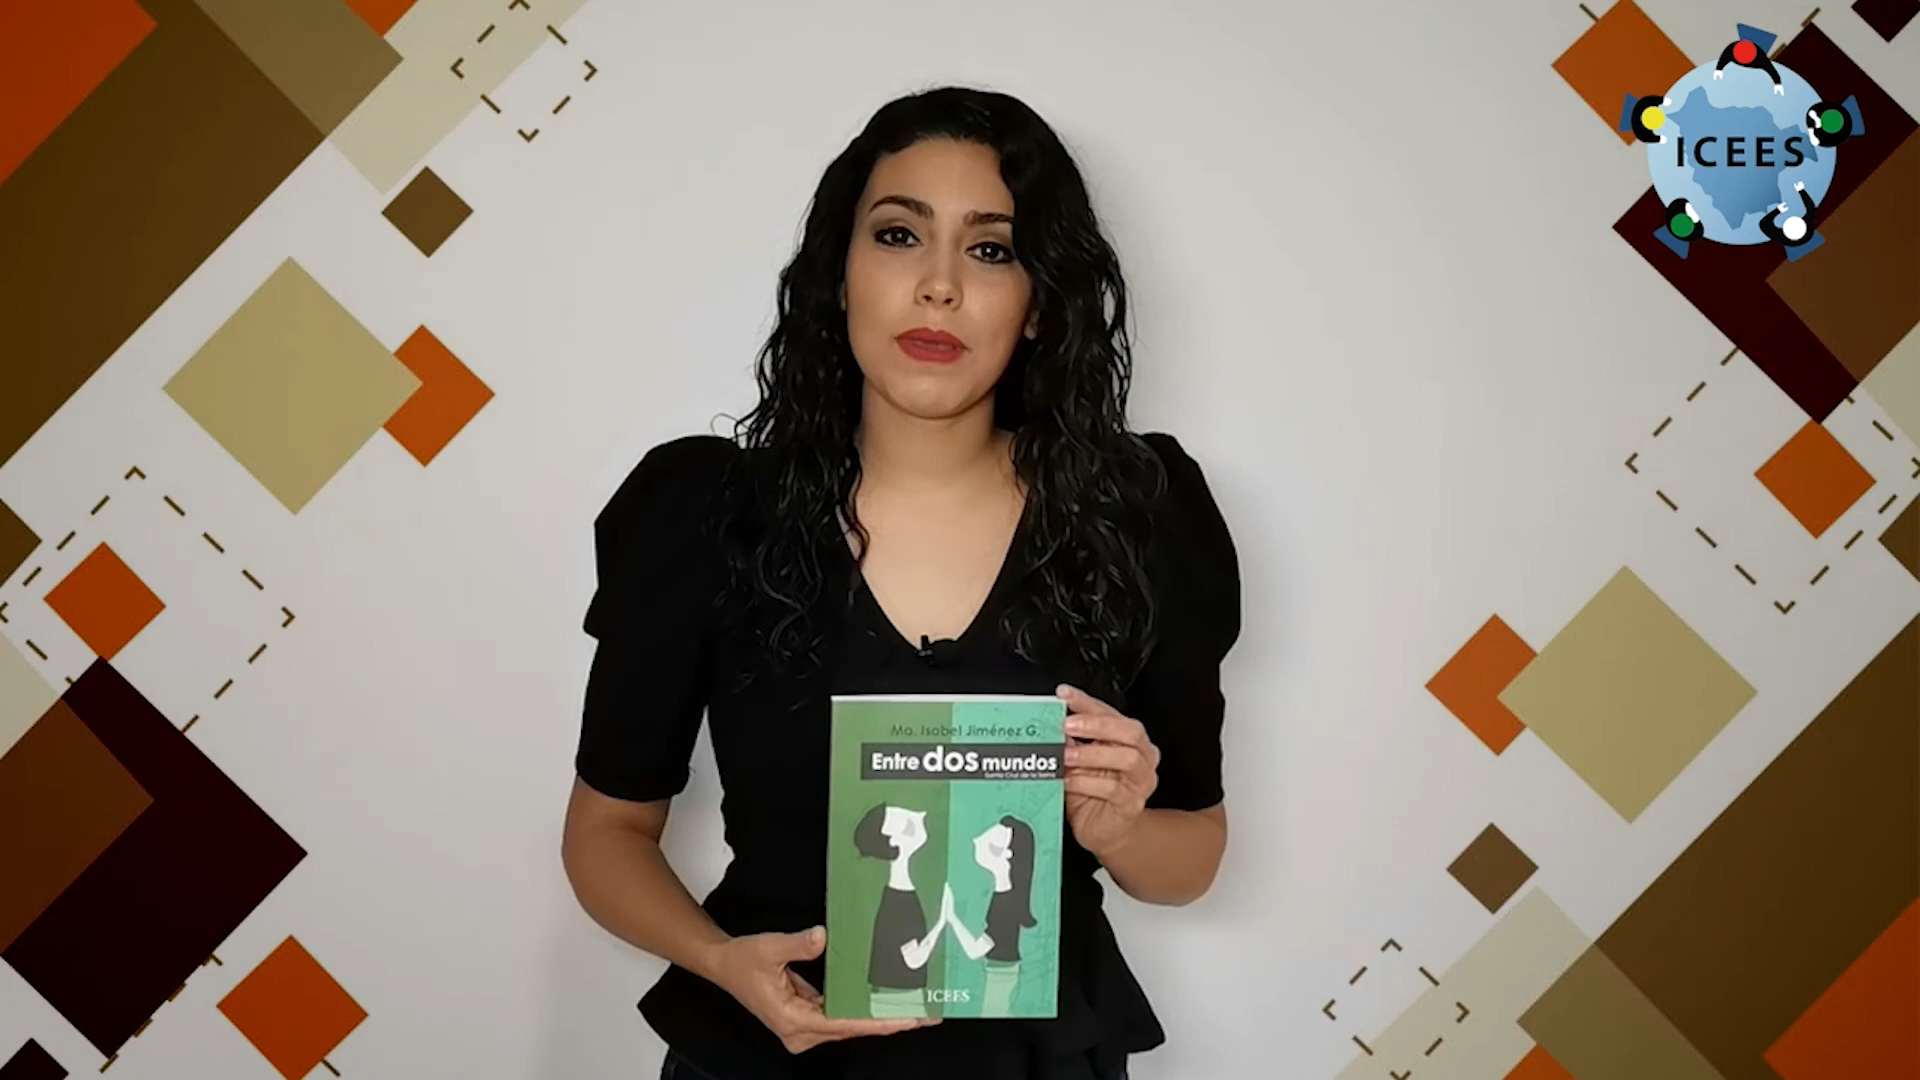 ICEES
Ma. Isabel Jiménez G.
Entre dos mundos
Santa Cruz de la Sierra
ICEES